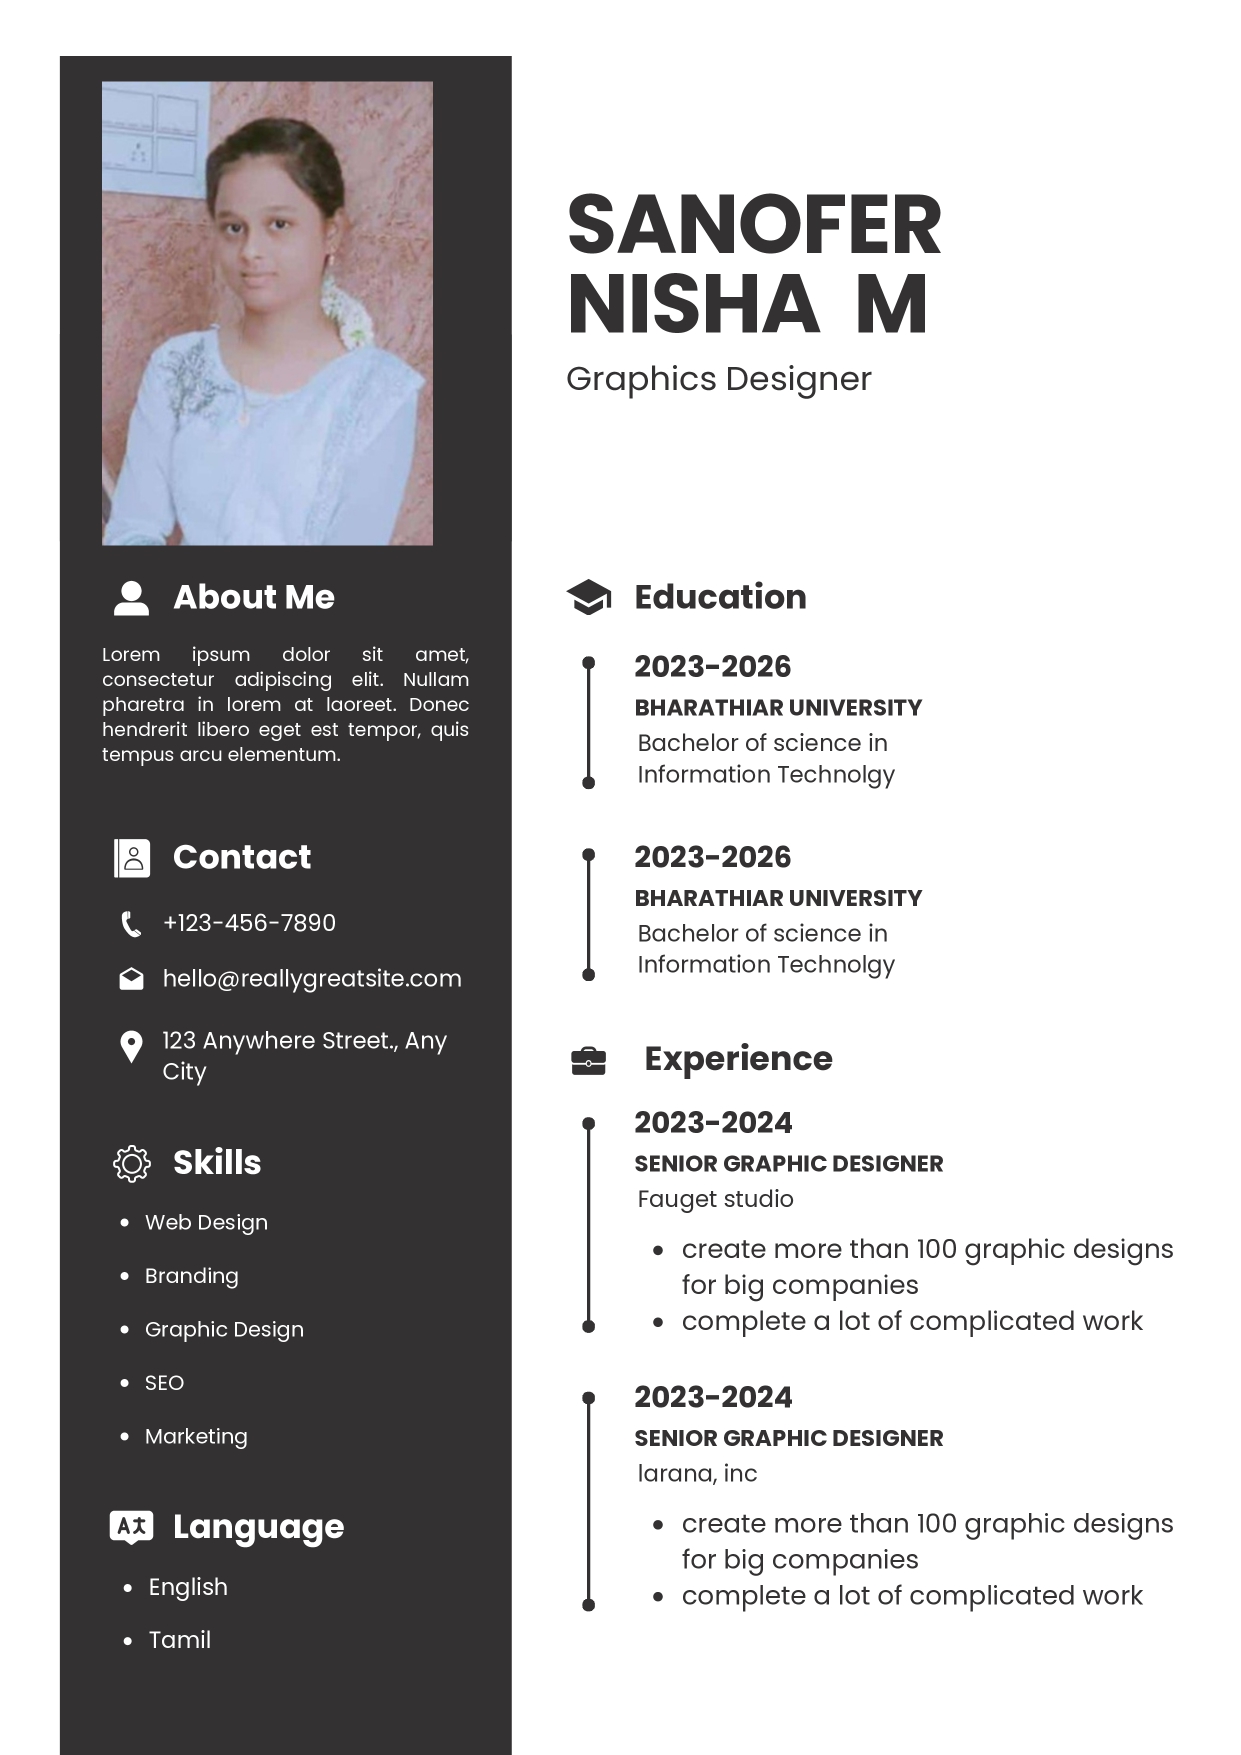 SANOFER
NISHA M
Graphics Designer
About Me
Lorem ipsum dolor sit amet,
consectetur adipiscing elit. Nullam
pharetra in lorem at laoreet. Donec
hendrerit libero eget est tempor, quis
tempus arcu elementum.
Contact
+123-456-7890
hello@reallygreatsite.com
123 Anywhere Street., Any
City
Skills
• Web Design
• Branding
• Graphic Design
• SEO
• Marketing
Language
• English
• Tamil
Education
2023-2026
BHARATHIAR UNIVERSITY
Bachelor of science in
Information Technolgy
2023-2026
BHARATHIAR UNIVERSITY
Bachelor of science in
Information Technolgy
Experience
2023-2024
SENIOR GRAPHIC DESIGNER
Fauget studio
• create more than 100 graphic designs
for big companies
• complete a lot of complicated work
2023-2024
SENIOR GRAPHIC DESIGNER
larana, inc
• create more than 100 graphic designs
for big companies
• complete a lot of complicated work